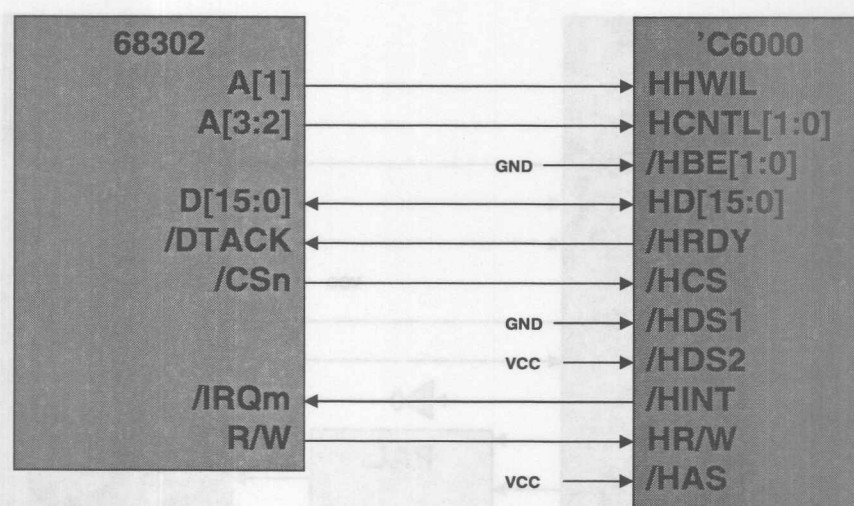 68302
'C6000
A[1]
HHWIL
A[3:2]
HCNTL[1:0]
GND
/HBE[1:0]
D[15:0]
HD[15:0]
/DTACK
/HRDY
/CSn
/HCS
GND
/HDS1
VCC
/HDS2
/IRQm
/HINT
R/W
HR/W
VCC
/HAS